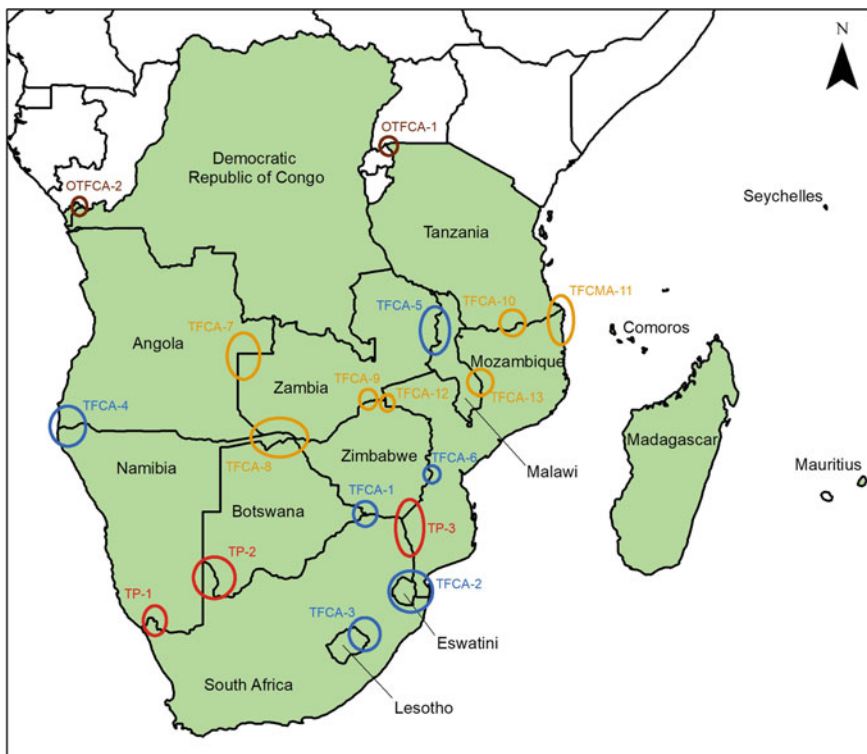 N
OTFCA-1
Democratic
Republic of Congo
OTFCA-2
Seychelles
Tanzania
TFCMA-11
TFCA-10
TFCA-5
Angola
TFCA-7
Comoros
Mozambique
Zambia
TFCA-9
TFCA-12
TFCA-13
TFCA-4
Madagascar
Zimbabwe
TFCA-6
Malawi
Mauritius
Namibia
TFCA-8
TFCA-1
Botswana
TP-3
TP-2
TFCA-2
TP-1
TFCA-3
Eswatini
South Africa
Lesotho